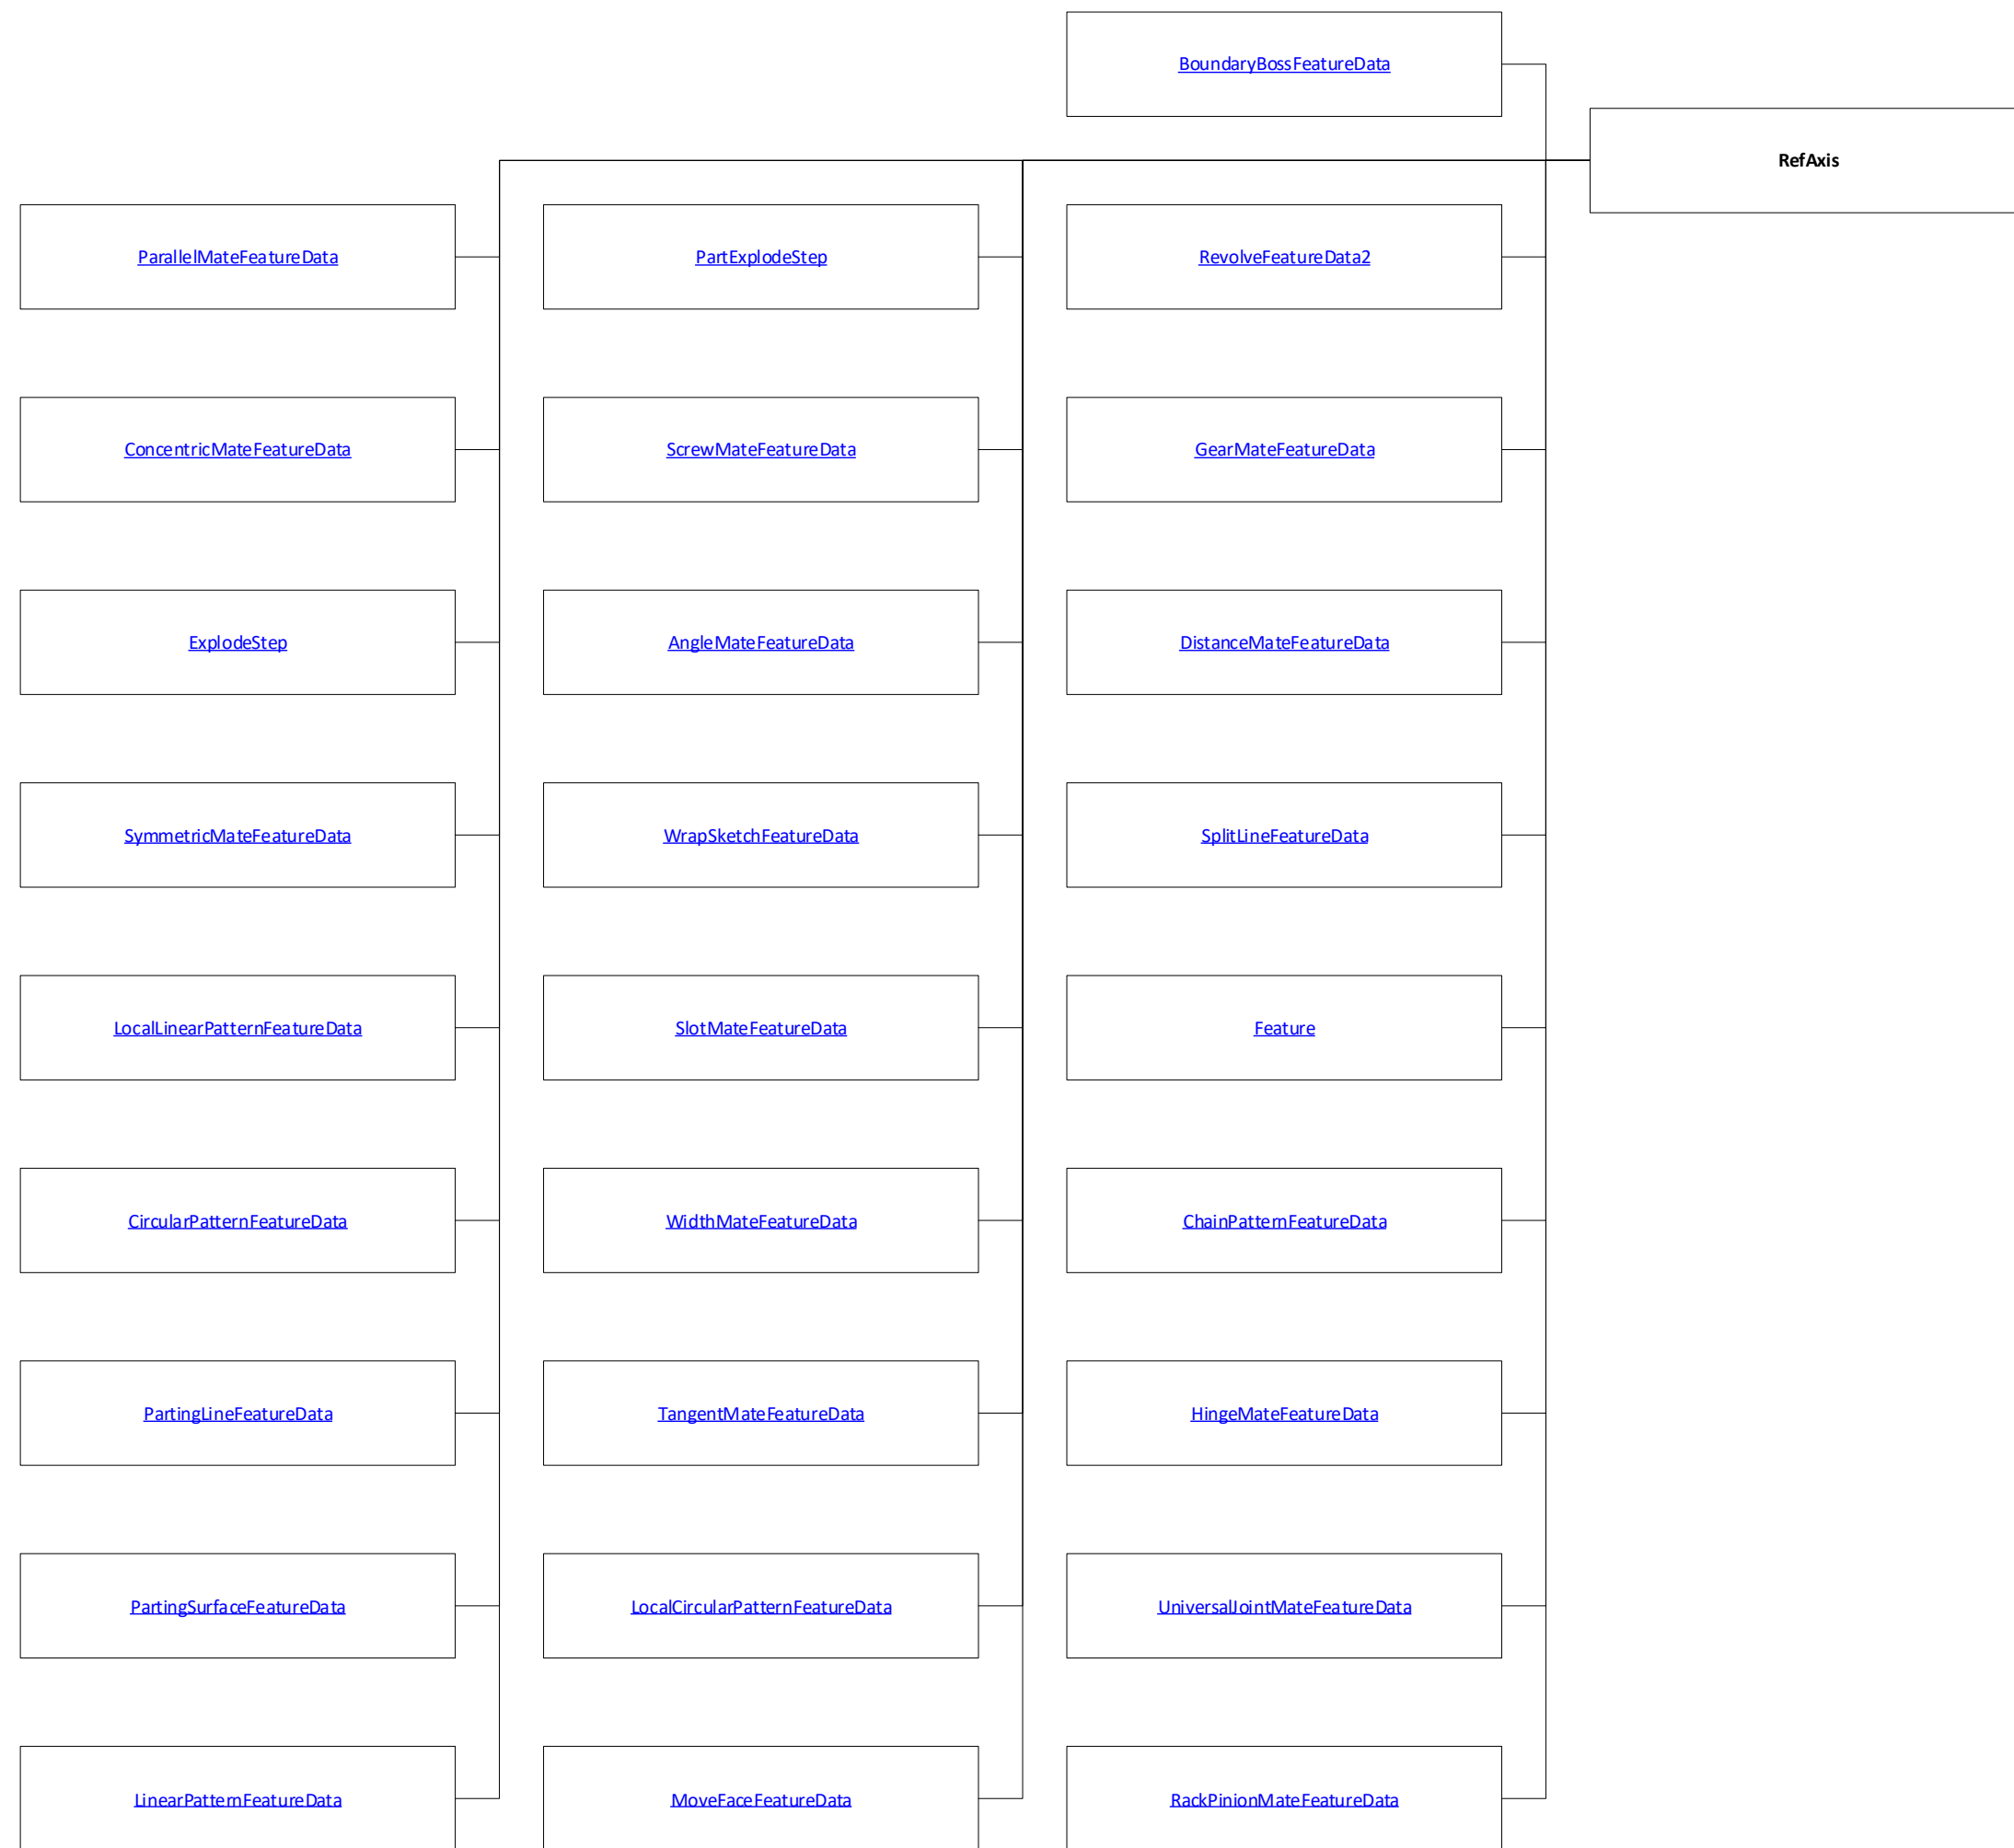 BoundaryBossFeatureData
RefAxis
ParallelMateFeatureData
PartExplodeStep
RevolveFeatureData2
ConcentricMateFeatureData
ScrewMateFeatureData
GearMateFeatureData
ExplodeStep
AngleMateFeatureData
DistanceMateFeatureData
SymmetricMateFeatureData
WrapSketchFeatureData
SplitLineFeatureData
LocalLinearPatternFeatureData
SlotMateFeatureData
Feature
CircularPatternFeatureData
WidthMateFeatureData
ChainPatternFeatureData
PartingLineFeatureData
TangentMateFeatureData
HingeMateFeatureData
PartingSurfaceFeatureData
LocalCircularPatternFeatureData
UniversalJointMateFeatureData
LinearPatternFeatureData
MoveFaceFeatureData
RackPinionMateFeatureData